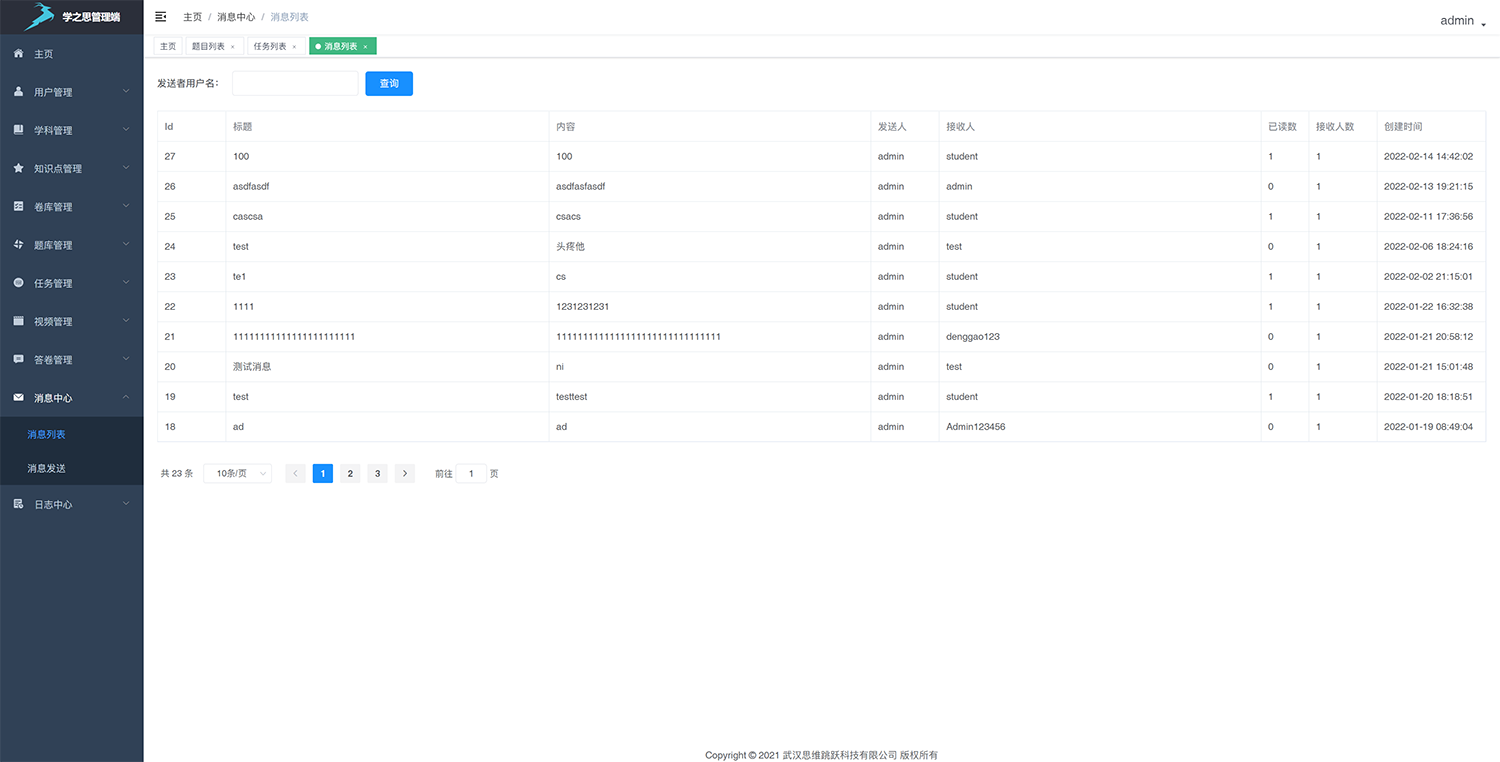 学之思管理端
主页
用户管理
学科管理
知识点管理
卷库管理
题库管理
任务管理
视频管理
答卷管理
消息中心
消息列表
消息发送
日志中心
主页 / 消息中心 / 消息列表
admin
主页 题目列表 × 任务列表 × 消息列表 ×
发送者用户名： 查询
Id 标题 内容 发送人 接收人 已读数 接收人数 创建时间
27 100 100 admin student 1 1 2022-02-14 14:42:02
26 asdfasdf asdfasfasdf admin admin 0 1 2022-02-13 19:21:15
25 cascsa csacs admin student 1 1 2022-02-11 17:36:56
24 test 头疼他 admin test 0 1 2022-02-06 18:24:16
23 te1 cs admin student 1 1 2022-02-02 21:15:01
22 1111 1231231231 admin student 1 1 2022-01-22 16:32:38
21 admin denggao123 0 1 2022-01-21 20:58:12
20 测试消息 ni admin test 0 1 2022-01-21 15:01:48
19 test testtest admin student 1 1 2022-01-20 18:18:51
18 ad ad admin Admin123456 0 1 2022-01-19 08:49:04
共 23 条 10条/页 < 1 2 3 > 前往 1 页
Copyright © 2021 武汉思维跳跃科技有限公司 版权所有